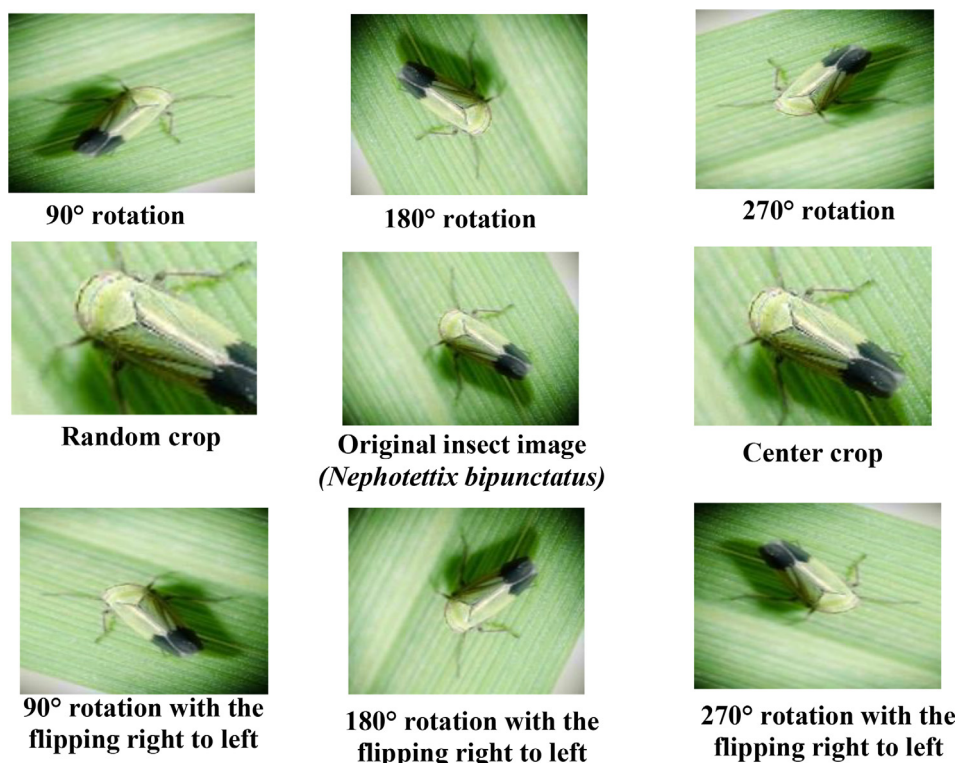 90° rotation
180° rotation
270° rotation
Random crop
Original insect image
(Nephotettix bipunctatus)
Center crop
90° rotation with the
flipping right to left
180° rotation with the
flipping right to left
270° rotation with the
flipping right to left